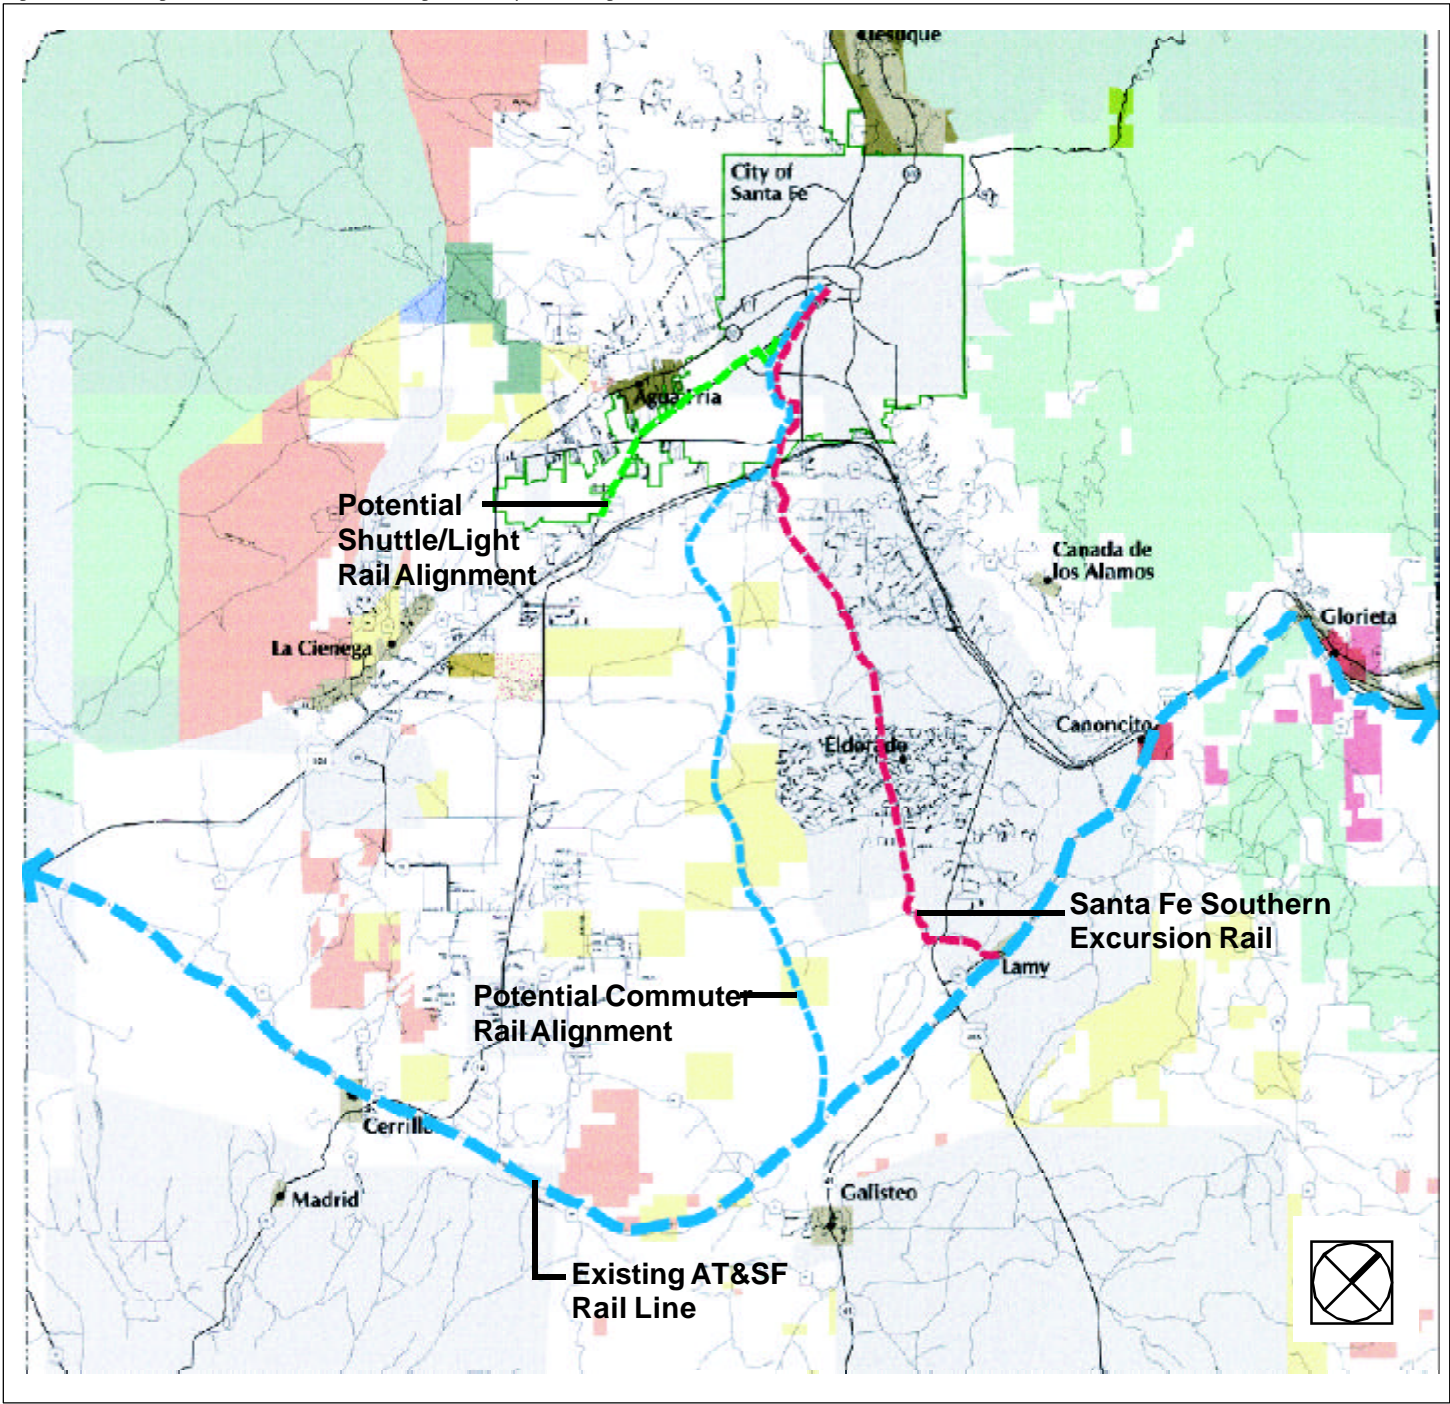 City of
Santa Fe
Agua Fria
Potential
Shuttle/Light
Rail Alignment
Canada de
los Alamos
Glorieta
La Cienega
Canoncito
Eldorado
Santa Fe Southern
Excursion Rail
Lamy
Potential Commuter
Rail Alignment
Madrid
Galisteo
Existing AT&SF
Rail Line